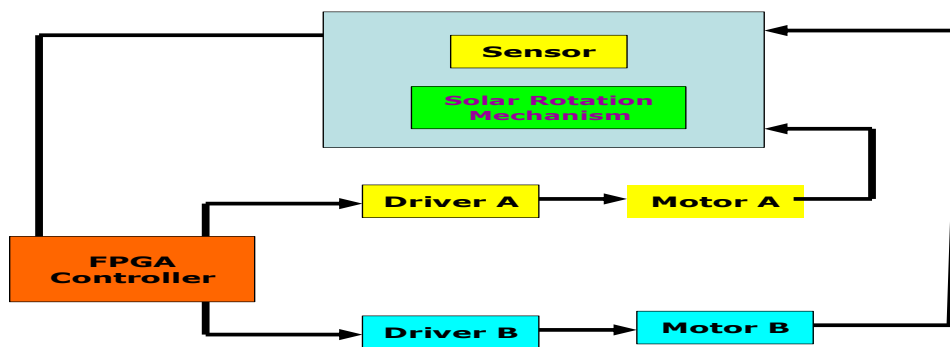 Sensor
Solar Rotation
Mechanism
Driver A
Motor A
FPGA
Controller
Driver B
Motor B